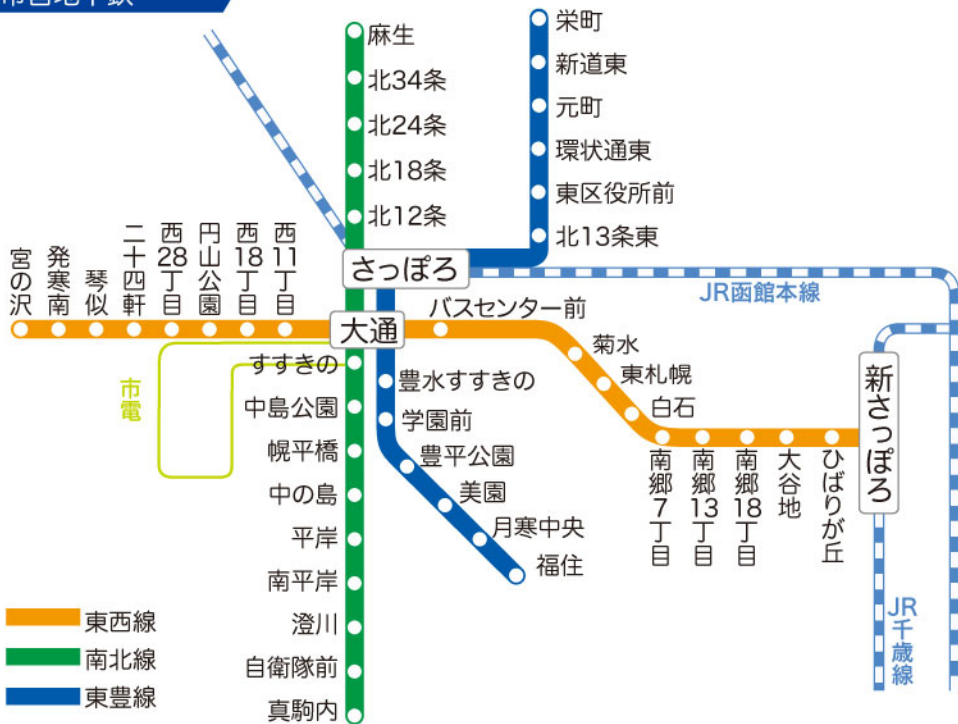 麻生
北34条
北24条
北18条
北12条
さっぽろ
大通
すすきの
中島公園
幌平橋
中の島
平岸
南平岸
澄川
自衛隊前
真駒内
栄町
新道東
元町
環状通東
東区役所前
北13条東
豊水すすきの
学園前
豊平公園
美園
月寒中央
福住
宮の沢
発寒南
琴似
二十四軒
西28丁目
円山公園
西18丁目
西11丁目
バスセンター前
菊水
東札幌
白石
南郷7丁目
南郷13丁目
南郷18丁目
大谷地
ひばりが丘
新さっぽろ
JR函館本線
JR千歳線
市電
東西線
南北線
東豊線